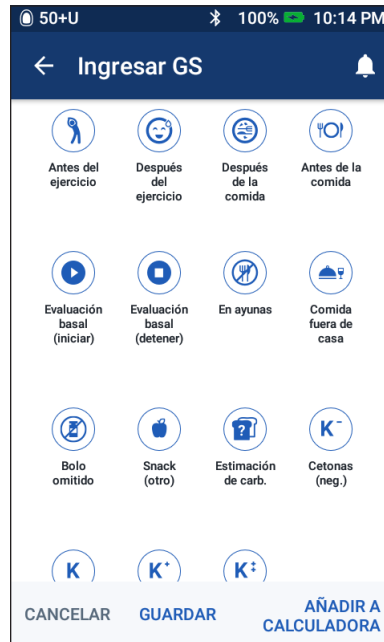 50+U 100% 10:14 PM
Ingresar GS
Antes del
ejercicio
Después
del
ejercicio
Después
de la
comida
Antes de la
comida
Evaluación
basal
(iniciar)
Evaluación
basal
(detener)
En ayunas
Comida
fuera de
casa
Bolo
omitido
Snack
(otro)
?
Estimación
de carb.
K⁻
Cetonas
(neg.)
K
K⁺
K‡
CANCELAR
GUARDAR
AÑADIR A
CALCULADORA